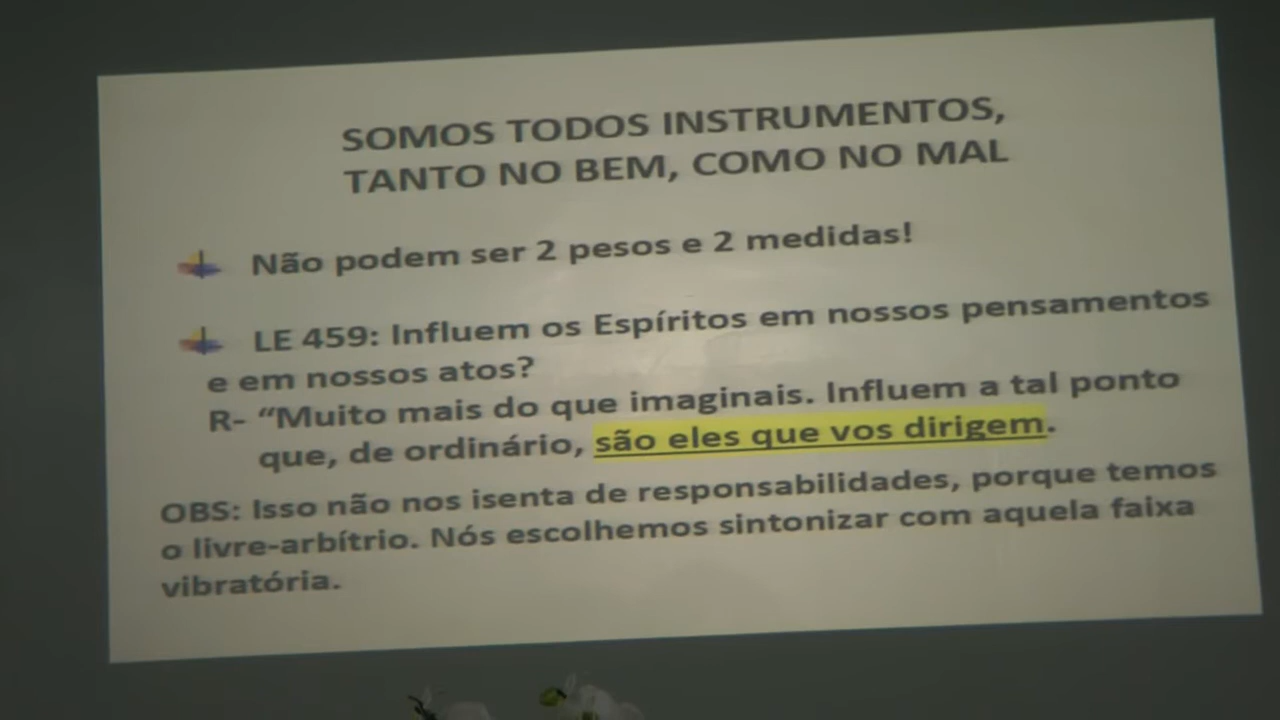 SOMOS TODOS INSTRUMENTOS,
TANTO NO BEM, COMO NO MAL
Não podem ser 2 pesos e 2 medidas!
LE 459: Influem os Espíritos em nossos pensamentos
e em nossos atos?
R- “Muito mais do que imaginais. Influem a tal ponto
que, de ordinário, são eles que vos dirigem.
OBS: Isso não nos isenta de responsabilidades, porque temos
o livre-arbítrio. Nós escolhemos sintonizar com aquela faixa
vibratória.